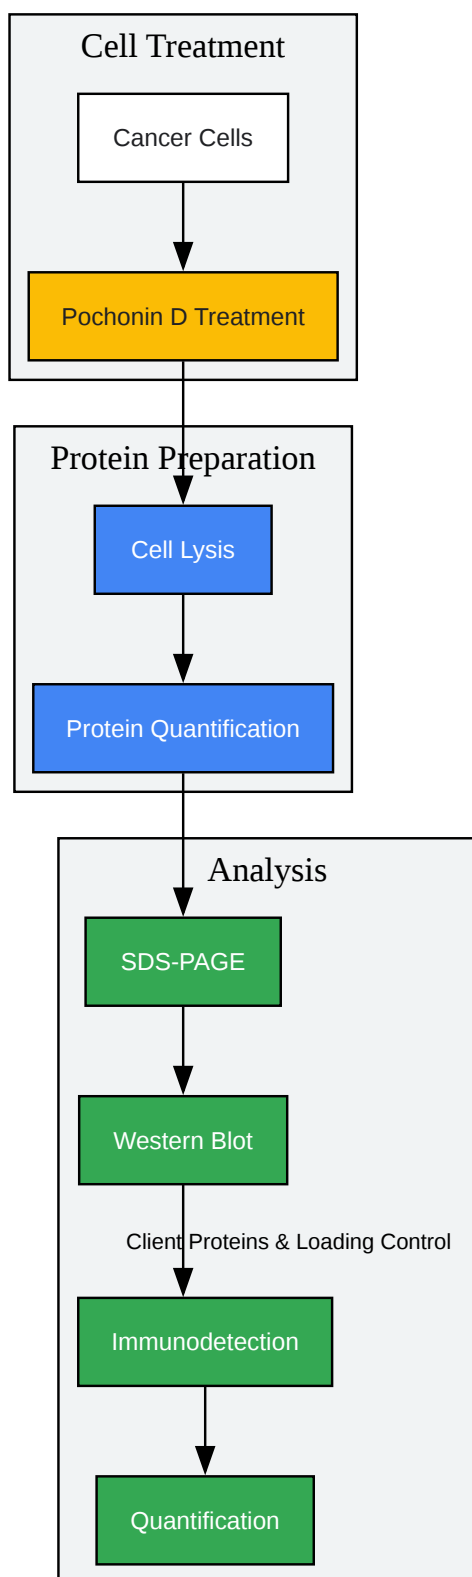 Cell Treatment
Cancer Cells
Pochonin D Treatment
Protein Preparation
Cell Lysis
Protein Quantification
Analysis
SDS-PAGE
Western Blot
Client Proteins & Loading Control
Immunodetection
Quantification